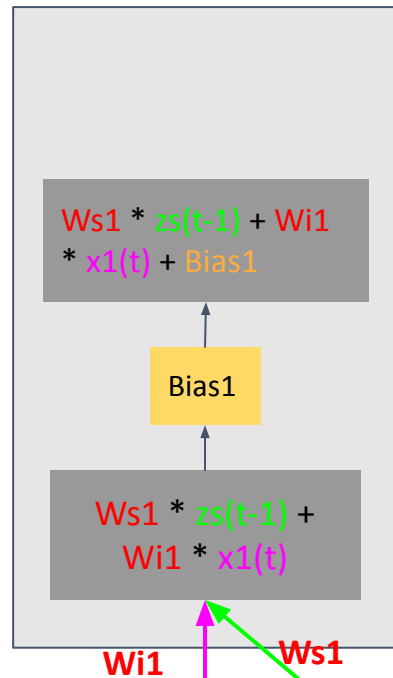 Ws1 * zs(t-1) + Wi1
* x1(t) + Bias1
Bias1
Ws1 * zs(t-1) +
Wi1 * x1(t)
Wi1
Ws1